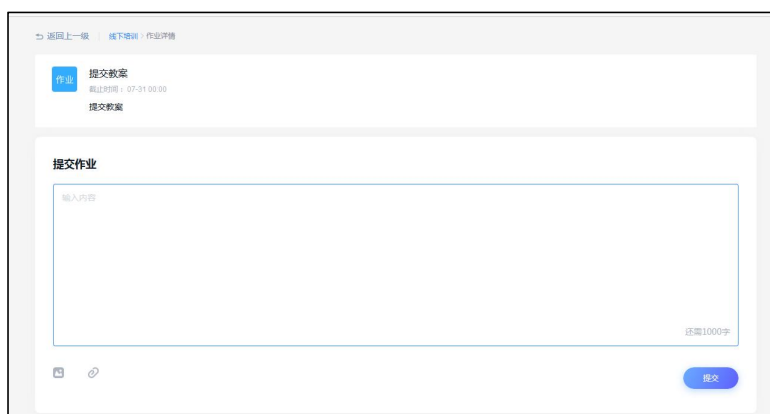 返回上一级 | 线下培训 > 作业详情
作业
提交教案
截止时间：07-31 00:00
提交教案
提交作业
输入内容
还需1000字
提交